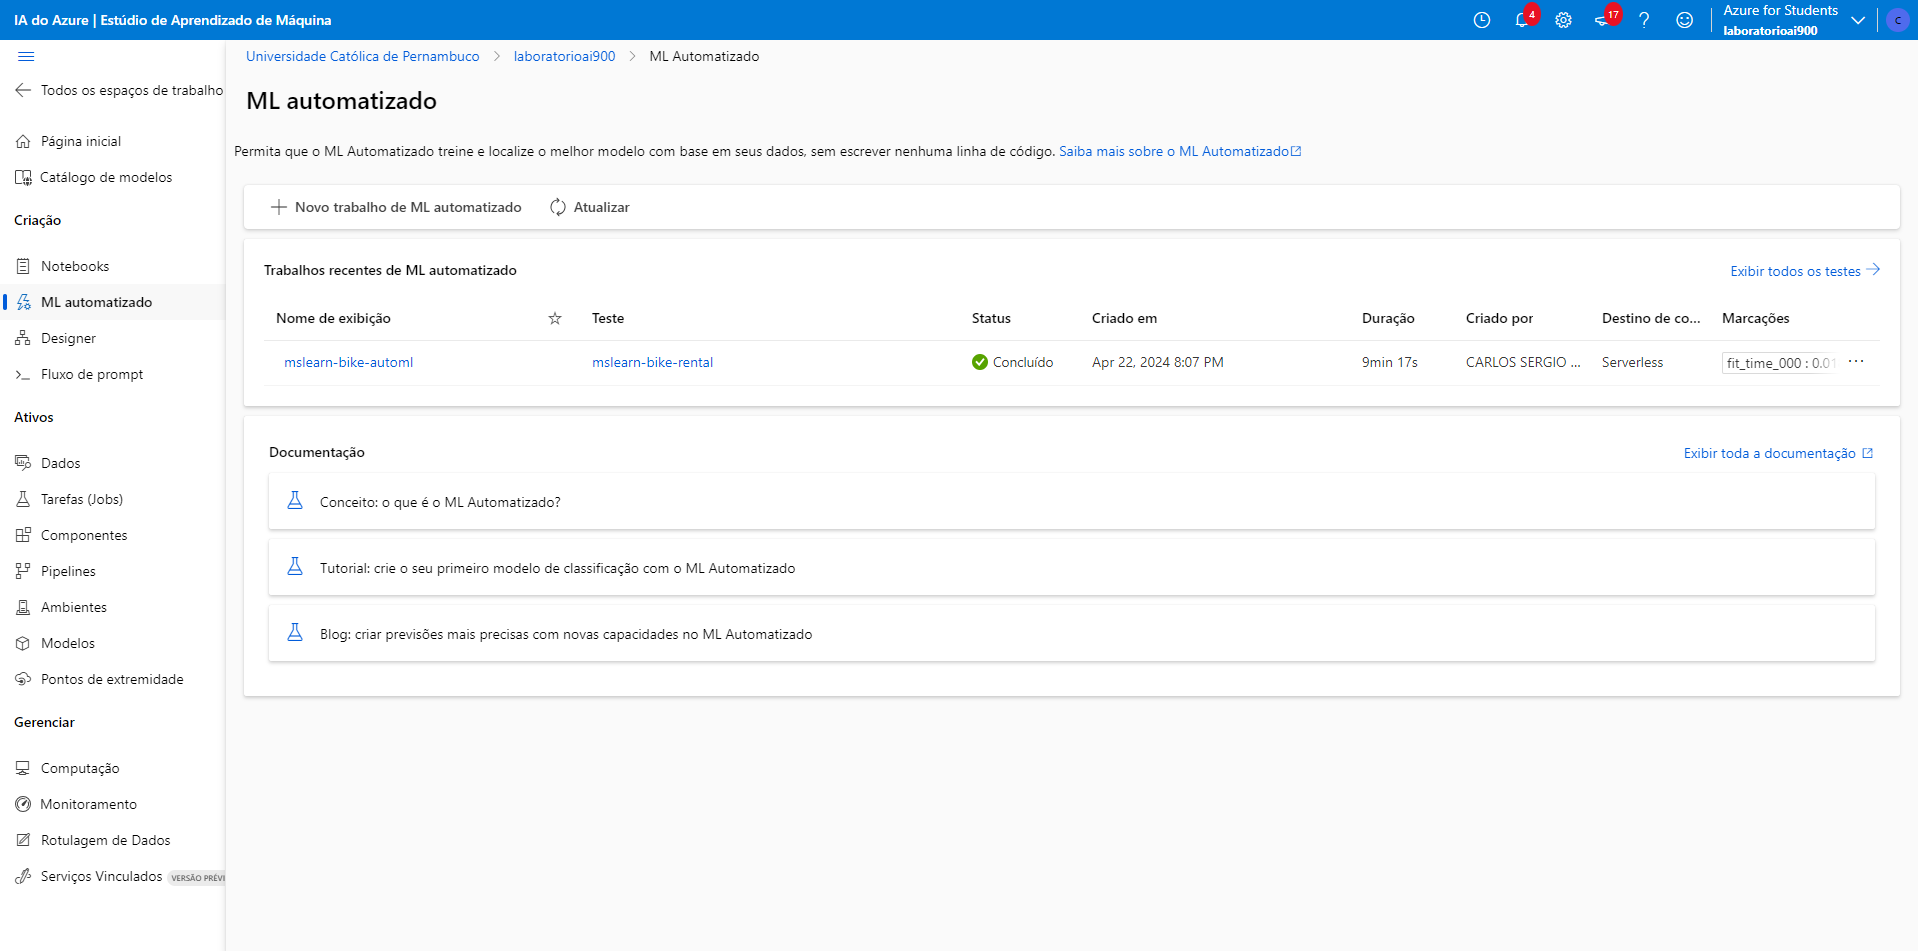 IA do Azure | Estúdio de Aprendizado de Máquina
4
17
Azure for Students
laboratorioai900
C
Todos os espaços de trabalho
Página inicial
Catálogo de modelos
Criação
Notebooks
ML automatizado
Designer
Fluxo de prompt
Ativos
Dados
Tarefas (Jobs)
Componentes
Pipelines
Ambientes
Modelos
Pontos de extremidade
Gerenciar
Computação
Monitoramento
Rotulagem de Dados
Serviços Vinculados VERSÃO PRÉVI
Universidade Católica de Pernambuco > laboratorioai900 > ML Automatizado
ML automatizado
Permita que o ML Automatizado treine e localize o melhor modelo com base em seus dados, sem escrever nenhuma linha de código. Saiba mais sobre o ML Automatizado
Novo trabalho de ML automatizado Atualizar
Trabalhos recentes de ML automatizado Exibir todos os testes
Nome de exibição Teste Status Criado em Duração Criado por Destino de co... Marcações
mslearn-bike-automl mslearn-bike-rental Concluído Apr 22, 2024 8:07 PM 9min 17s CARLOS SERGIO ... Serverless fit_time_000 : 0.01 ...
Documentação Exibir toda a documentação
Conceito: o que é o ML Automatizado?
Tutorial: crie o seu primeiro modelo de classificação com o ML Automatizado
Blog: criar previsões mais precisas com novas capacidades no ML Automatizado